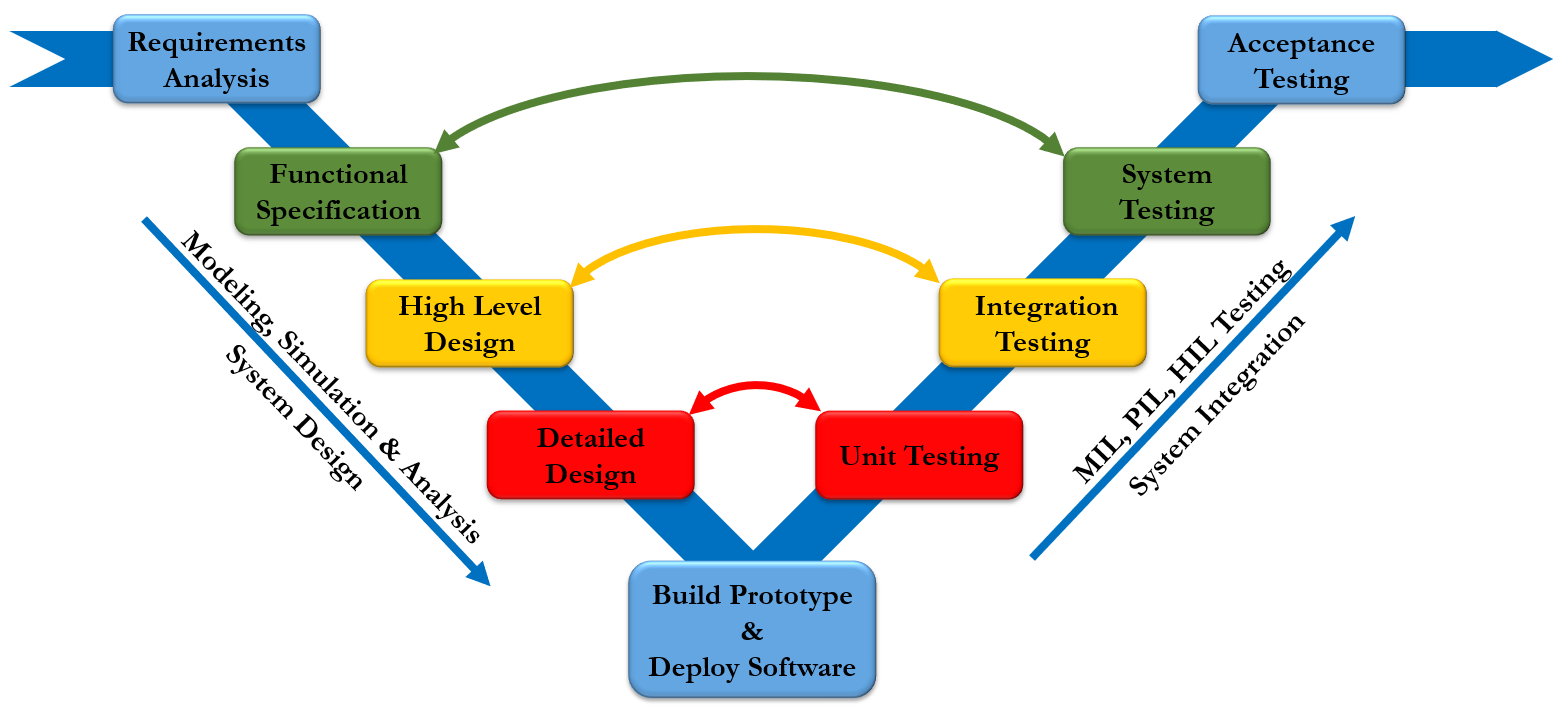 Requirements
Analysis
Acceptance
Testing
Functional
Specification
System
Testing
Modeling, Simulation & Analysis
System Design
High Level
Design
Integration
Testing
MIL, PIL, HIL Testing
System Integration
Detailed
Design
Unit Testing
Build Prototype
&
Deploy Software